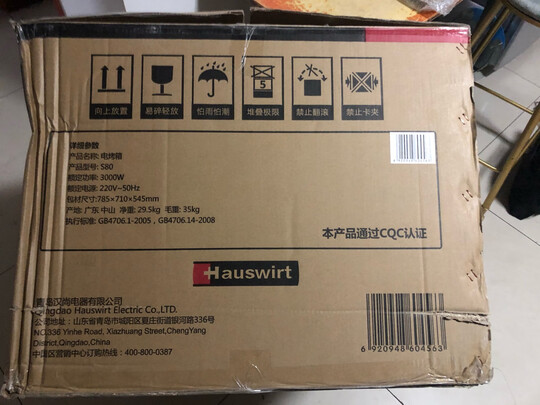 5
向上放置
易碎轻放
怕雨怕潮
堆叠极限
禁止翻滚
禁止卡夹
详细参数
产品名称: 电烤箱
产品型号: S80
额定功率: 3000W
额定电源: 220V~50Hz
包材尺寸:785×710×545mm
产地: 广东 中山 净重: 29.5kg 毛重: 35kg
执行标准: GB4706.1-2005 , GB4706.14-2008
本产品通过CQC认证
Hauswirt
青岛汉尚电器有限公司
Qingdao Hauswirt Electric Co.,LTD.
公司地址：山东省青岛市城阳区夏庄街道银河路336号
NO.336 Yinhe Road, Xiazhuang Street,ChengYang
District,Qingdao,China
中国区营销中心订购热线：400-800-0387
6 920948 604563